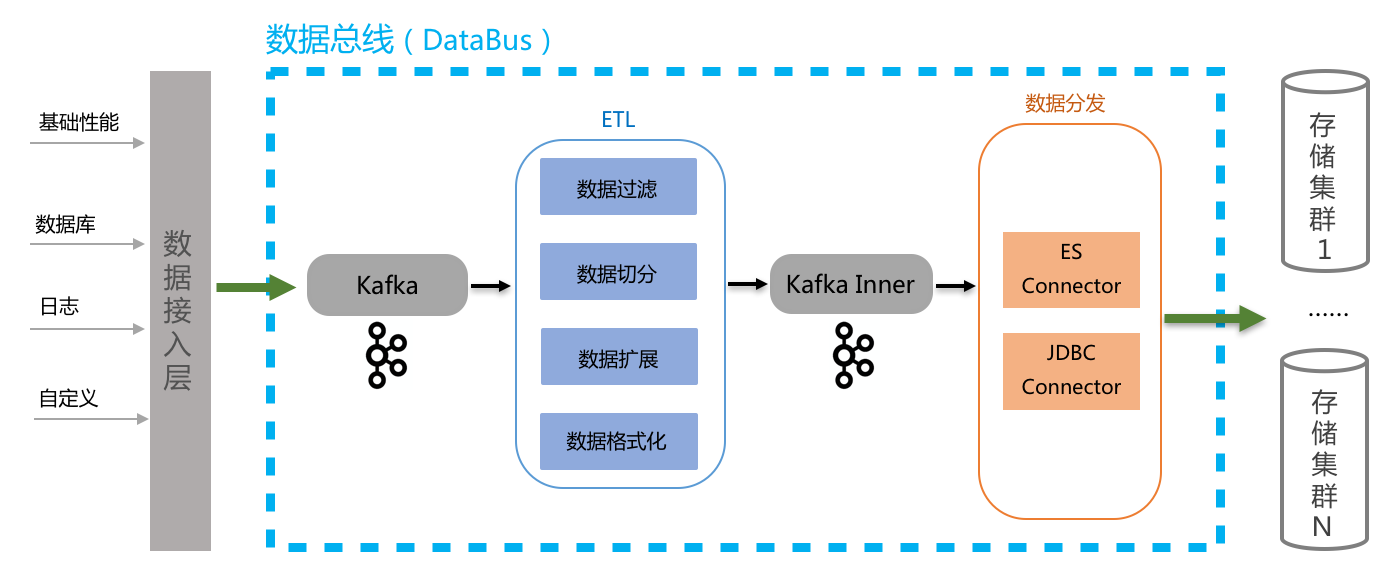 数据总线（DataBus）
基础性能
数据库
日志
自定义
数据接入层
Kafka
ETL
数据过滤
数据切分
数据扩展
数据格式化
Kafka Inner
数据分发
ES
Connector
JDBC
Connector
存储集群1
......
存储集群N